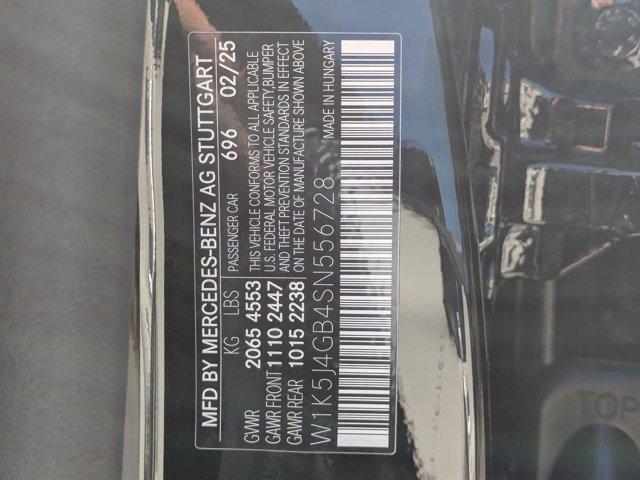 MFD BY MERCEDES-BENZ AG STUTTGART
KG LBS PASSENGER CAR 696 02/25
GVWR 2065 4553 THIS VEHICLE CONFORMS TO ALL APPLICABLE
GAWR FRONT 1110 2447 U.S. FEDERAL MOTOR VEHICLE SAFETY,BUMPER
GAWR REAR 1015 2238 AND THEFT PREVENTION STANDARDS IN EFFECT
ON THE DATE OF MANUFACTURE SHOWN ABOVE
W1K5J4GB4SN556728 MADE IN HUNGARY
TOP